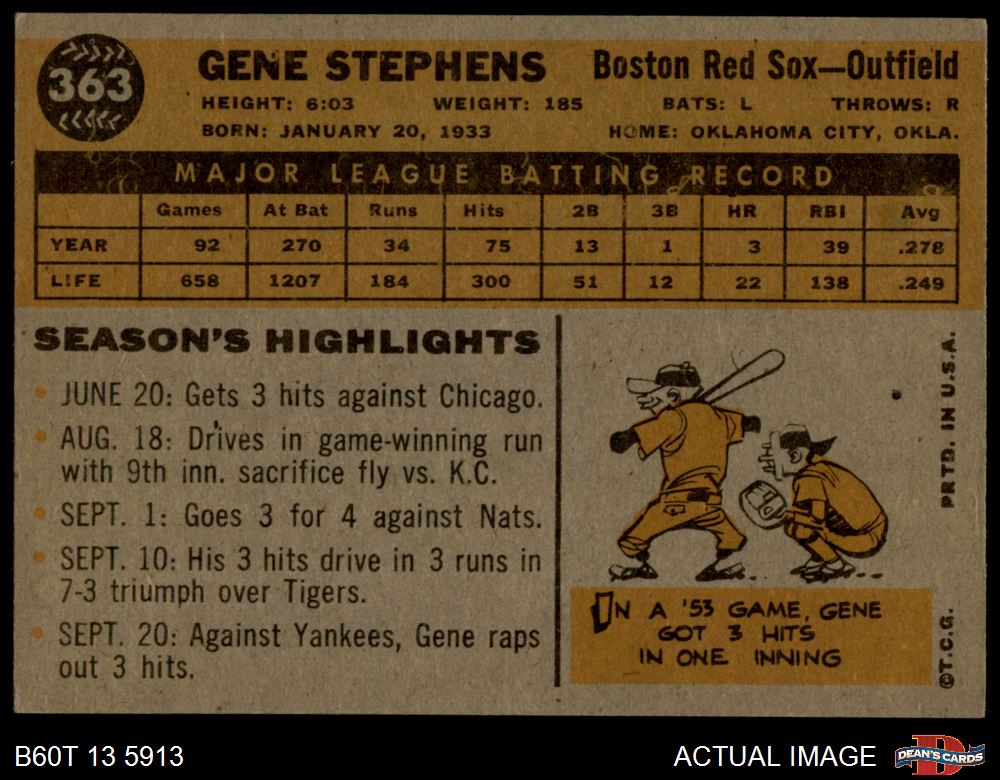 363
GENE STEPHENS
Boston Red Sox—Outfield
HEIGHT: 6:03 WEIGHT: 185 BATS: L THROWS: R
BORN: JANUARY 20, 1933 HOME: OKLAHOMA CITY, OKLA.
MAJOR LEAGUE BATTING RECORD
Games At Bat Runs Hits 2B 3B HR RBI Avg
YEAR 92 270 34 75 13 1 3 39 .278
LIFE 658 1207 184 300 51 12 22 138 .249
SEASON'S HIGHLIGHTS
• JUNE 20: Gets 3 hits against Chicago.
• AUG. 18: Drives in game-winning run
with 9th inn. sacrifice fly vs. K.C.
• SEPT. 1: Goes 3 for 4 against Nats.
• SEPT. 10: His 3 hits drive in 3 runs in
7-3 triumph over Tigers.
• SEPT. 20: Against Yankees, Gene raps
out 3 hits.
IN A '53 GAME, GENE
GOT 3 HITS
IN ONE INNING
©T.C.G. PRTD. IN U.S.A.
B60T 13 5913
ACTUAL IMAGE
D
DEAN'S CARDS